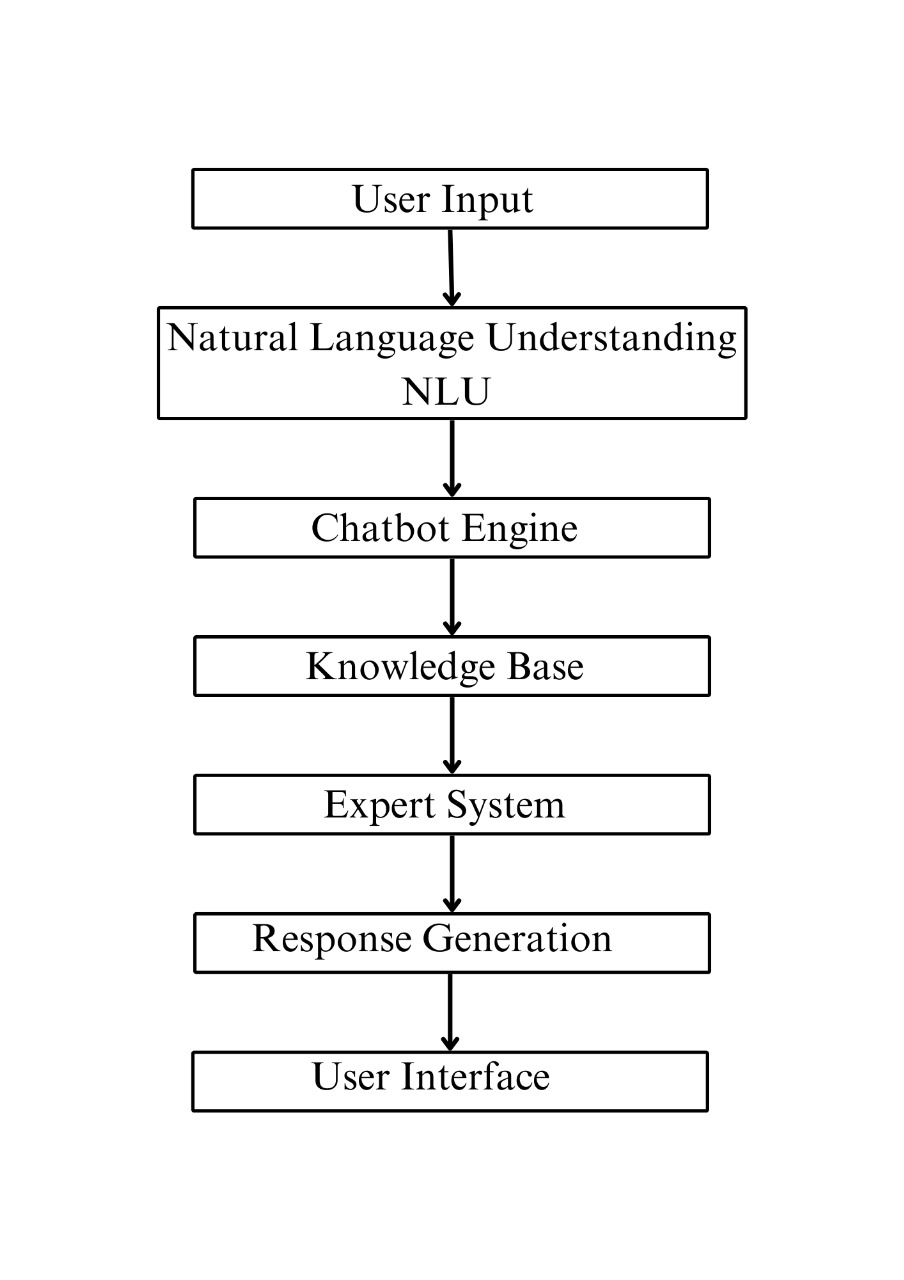 User Input
Natural Language Understanding
NLU
Chatbot Engine
Knowledge Base
Expert System
Response Generation
User Interface